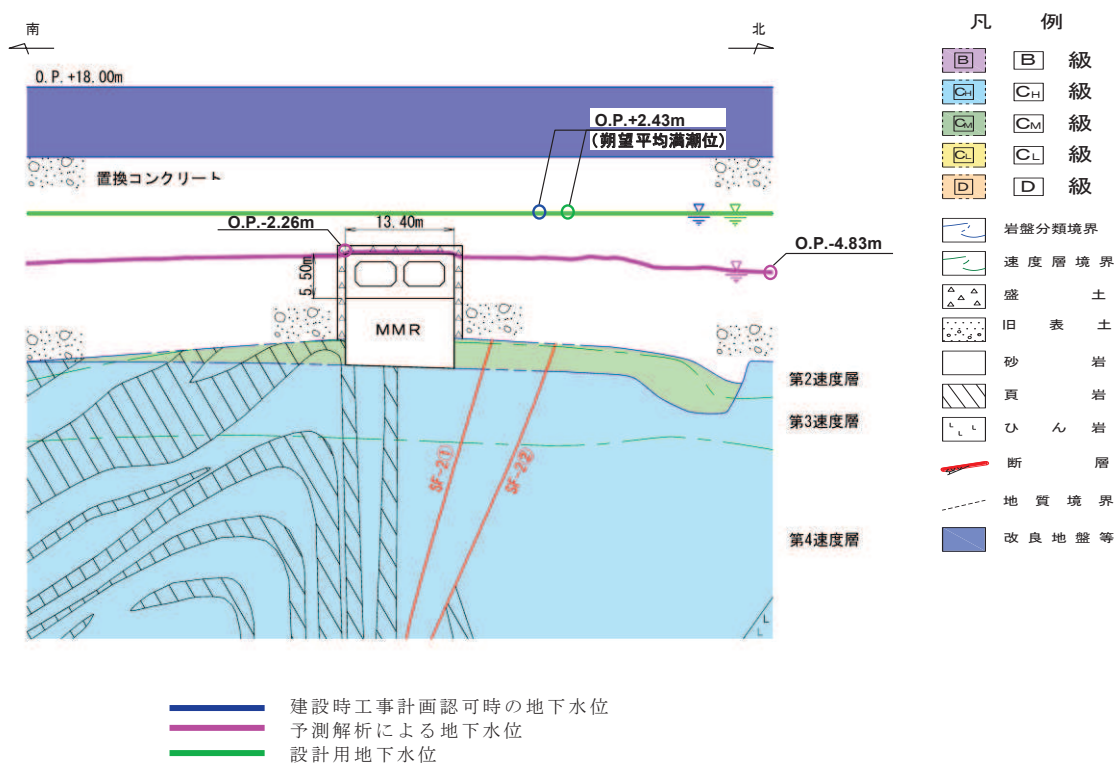 南
北
O.P.+18.00m
O.P.+2.43m
(朔望平均満潮位)
置換コンクリート
O.P.-2.26m
13.40m
O.P.-4.83m
5.50m
MMR
第2速度層
第3速度層
SF-2①
SF-2②
第4速度層
L
L
凡 例
B B 級
CH CH 級
CM CM 級
CL CL 級
D D 級
岩盤分類境界
速度層境界
盛 土
旧 表 土
砂 岩
頁 岩
L L L ひ ん 岩
断 層
地 質 境 界
改 良 地 盤 等
建設時工事計画認可時の地下水位
予測解析による地下水位
設計用地下水位